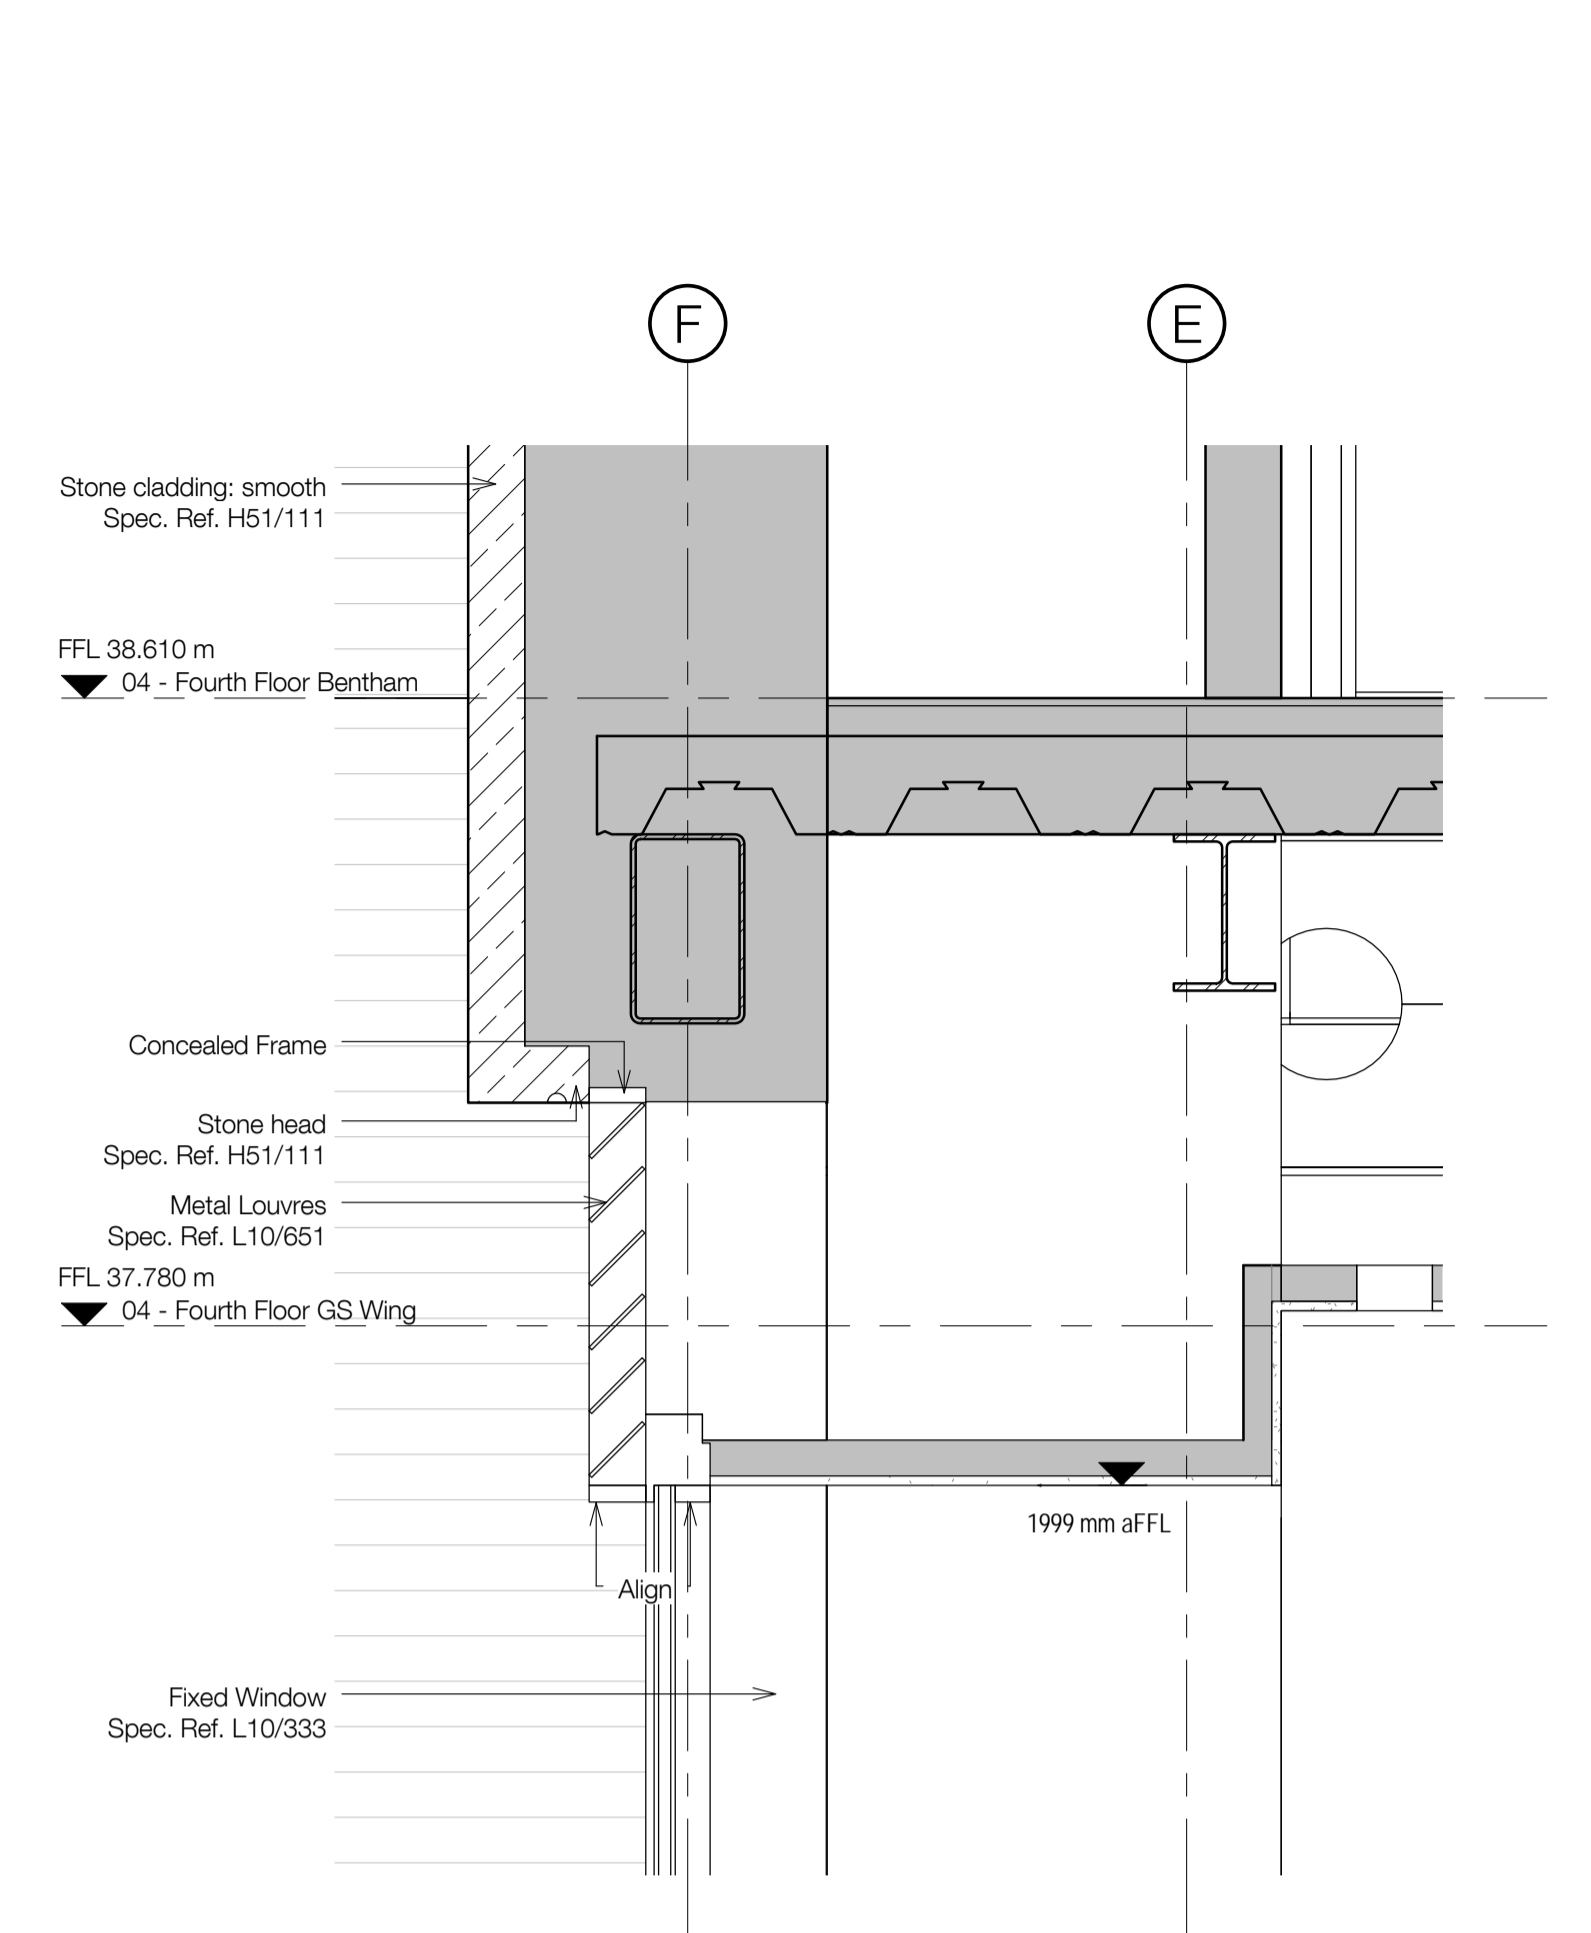 F
E
Stone cladding: smooth
Spec. Ref. H51/111
FFL 38.610 m
04 - Fourth Floor Bentham
Concealed Frame
Stone head
Spec. Ref. H51/111
Metal Louvres
Spec. Ref. L10/651
FFL 37.780 m
04 - Fourth Floor GS Wing
1999 mm aFFL
Align
Fixed Window
Spec. Ref. L10/333